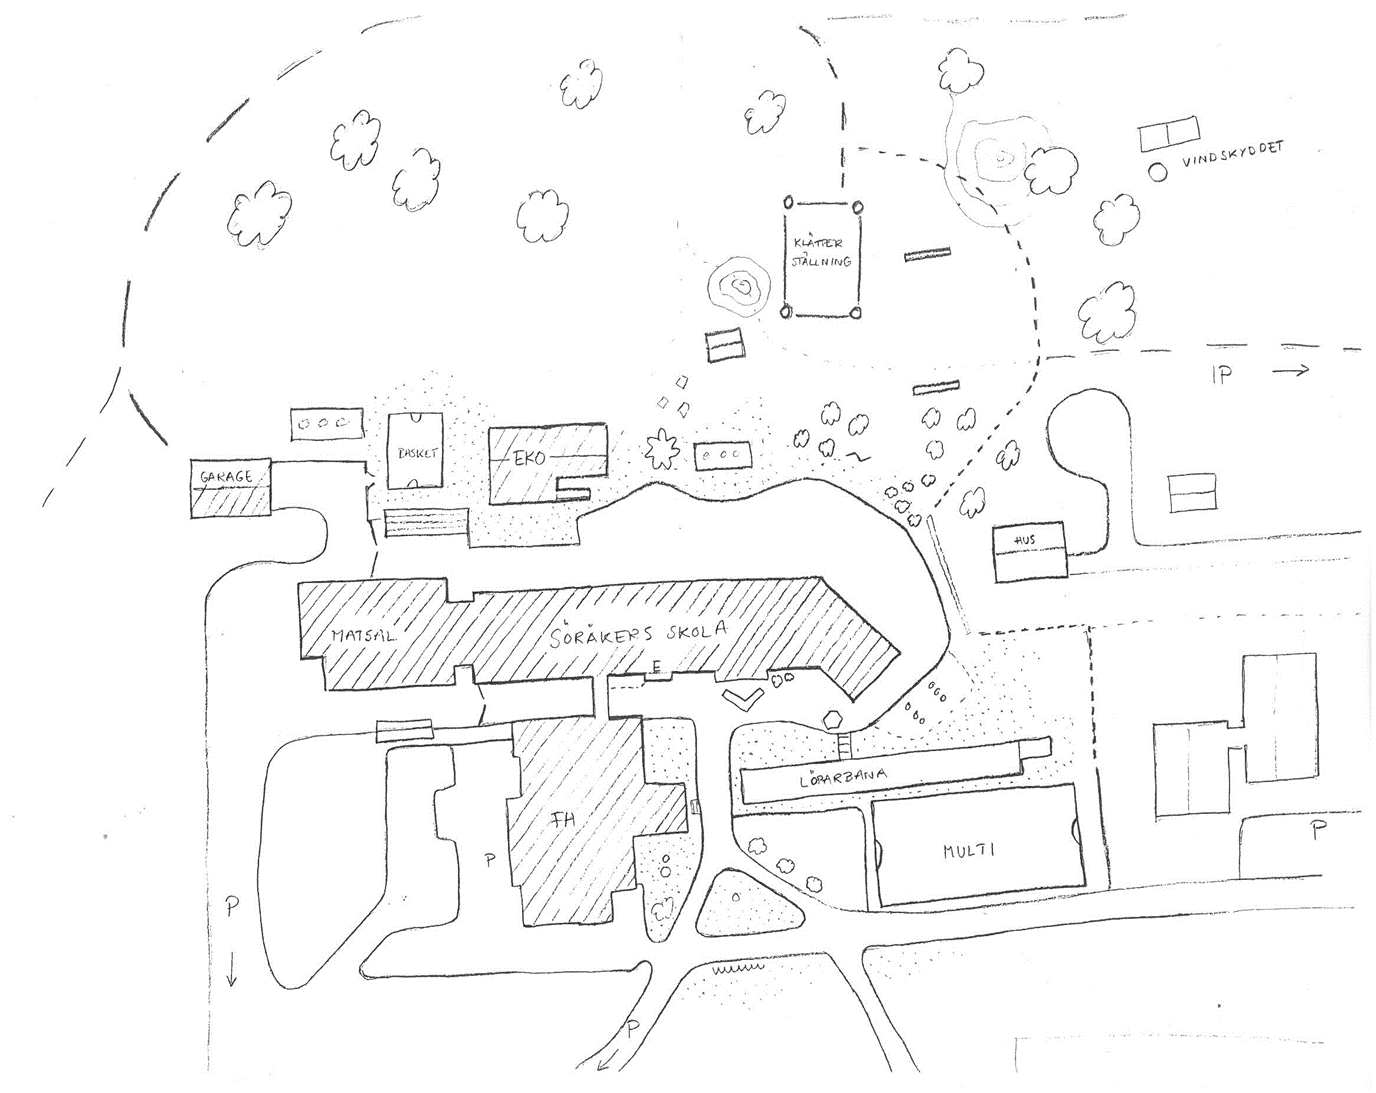 VINDSKYDDET
KLÄTTER
STÄLLNING
IP
BASKET
EKO
GARAGE
HUS
MATSAL
SÖRÅKERS SKOLA
E
LÖPARBANA
FH
MULTI
P
P
P
P